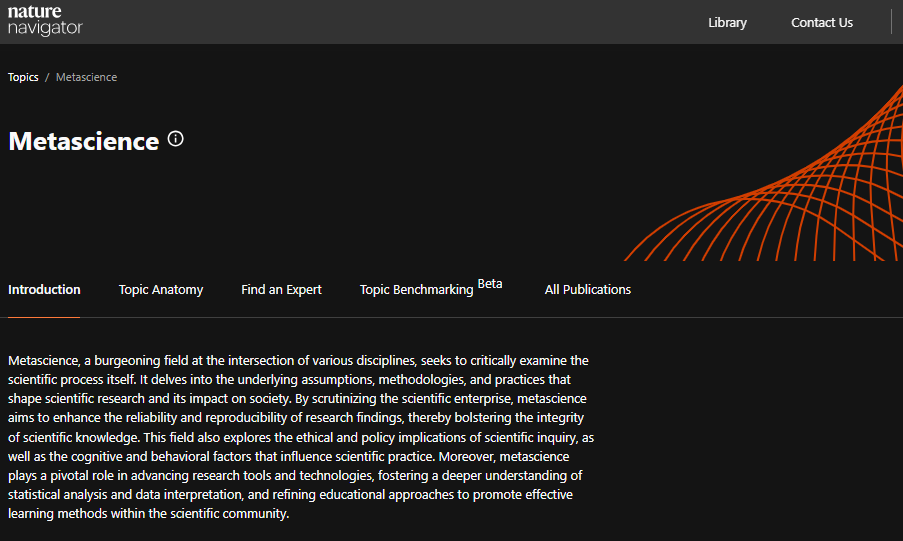 nature
navigator
Library
Contact Us
Topics / Metascience
Metascience
Introduction
Topic Anatomy
Find an Expert
Topic Benchmarking Beta
All Publications
Metascience, a burgeoning field at the intersection of various disciplines, seeks to critically examine the
scientific process itself. It delves into the underlying assumptions, methodologies, and practices that
shape scientific research and its impact on society. By scrutinizing the scientific enterprise, metascience
aims to enhance the reliability and reproducibility of research findings, thereby bolstering the integrity
of scientific knowledge. This field also explores the ethical and policy implications of scientific inquiry, as
well as the cognitive and behavioral factors that influence scientific practice. Moreover, metascience
plays a pivotal role in advancing research tools and technologies, fostering a deeper understanding of
statistical analysis and data interpretation, and refining educational approaches to promote effective
learning methods within the scientific community.